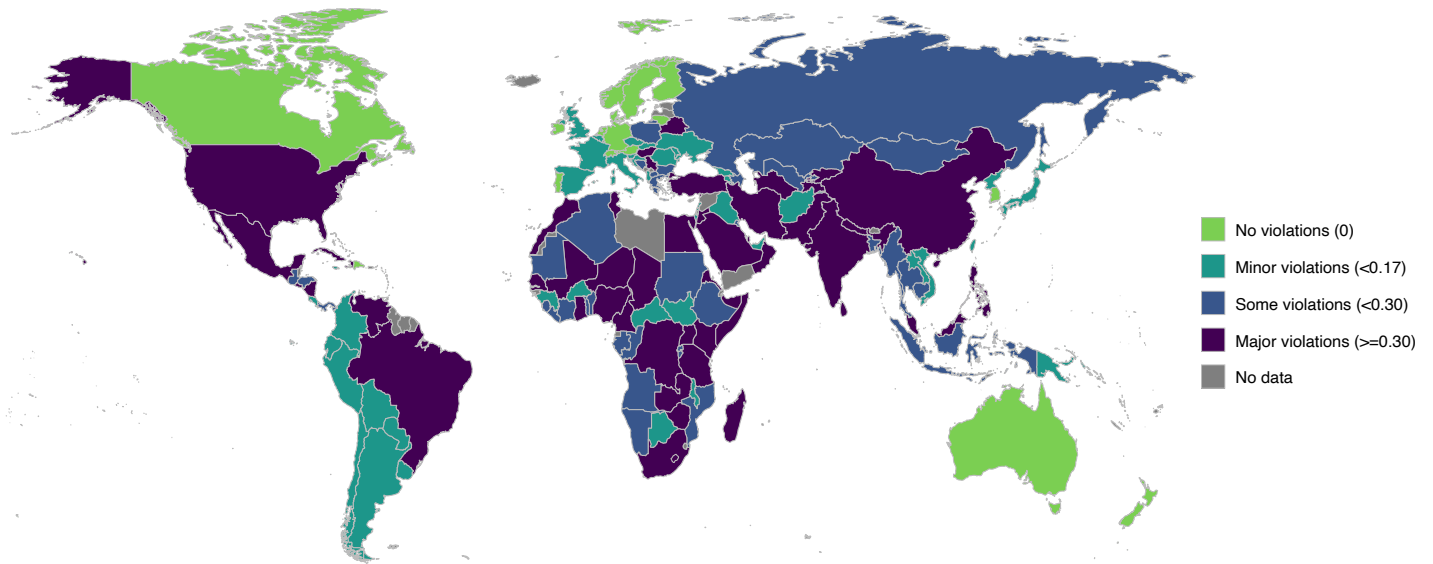 No violations (0)
Minor violations (<0.17)
Some violations (<0.30)
Major violations (>=0.30)
No data